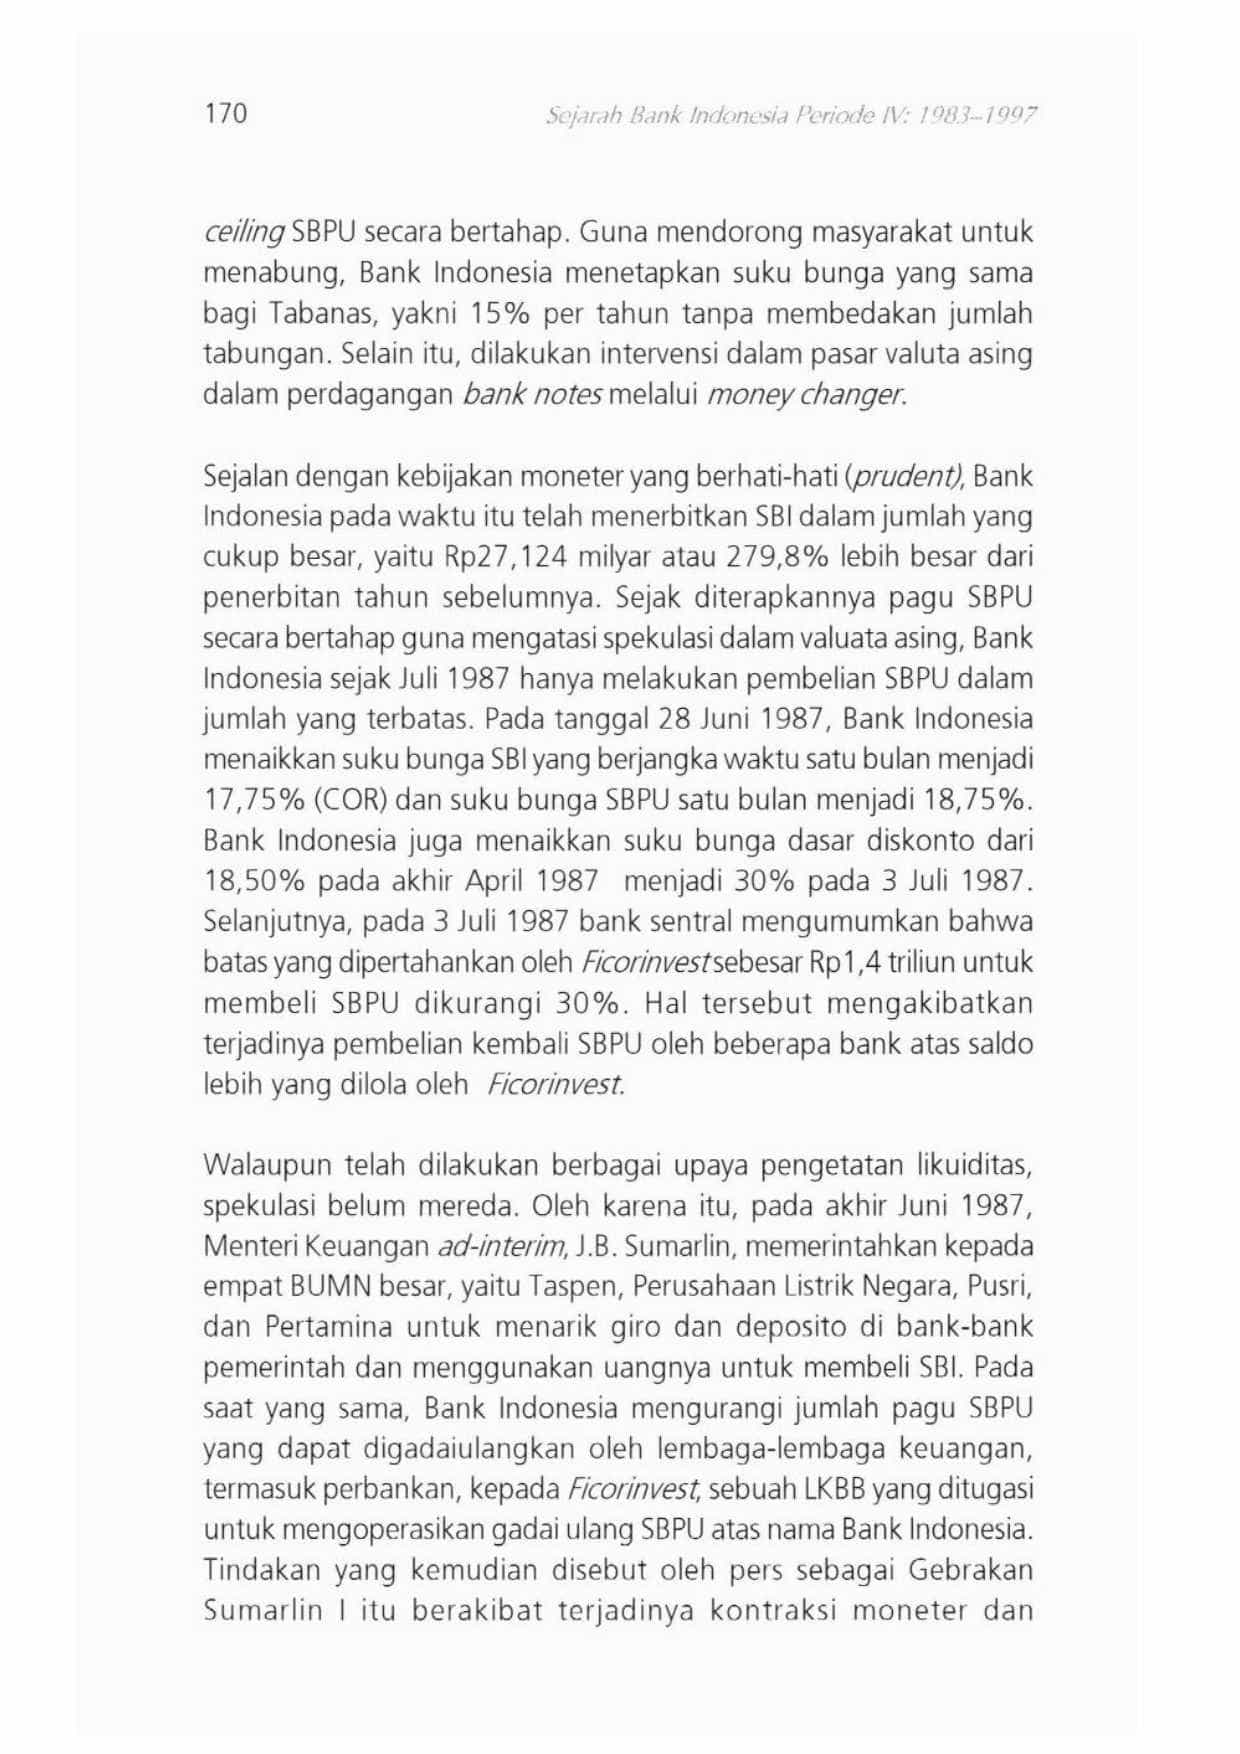 170
Sejarah Bank Indonesia Periode IV: 1983–1997
ceiling SBPU secara bertahap. Guna mendorong masyarakat untuk
menabung, Bank Indonesia menetapkan suku bunga yang sama
bagi Tabanas, yakni 15% per tahun tanpa membedakan jumlah
tabungan. Selain itu, dilakukan intervensi dalam pasar valuta asing
dalam perdagangan bank notes melalui money changer.
Sejalan dengan kebijakan moneter yang berhati-hati (prudent), Bank
Indonesia pada waktu itu telah menerbitkan SBI dalam jumlah yang
cukup besar, yaitu Rp27,124 milyar atau 279,8% lebih besar dari
penerbitan tahun sebelumnya. Sejak diterapkannya pagu SBPU
secara bertahap guna mengatasi spekulasi dalam valuata asing, Bank
Indonesia sejak Juli 1987 hanya melakukan pembelian SBPU dalam
jumlah yang terbatas. Pada tanggal 28 Juni 1987, Bank Indonesia
menaikkan suku bunga SBI yang berjangka waktu satu bulan menjadi
17,75% (COR) dan suku bunga SBPU satu bulan menjadi 18,75%.
Bank Indonesia juga menaikkan suku bunga dasar diskonto dari
18,50% pada akhir April 1987 menjadi 30% pada 3 Juli 1987.
Selanjutnya, pada 3 Juli 1987 bank sentral mengumumkan bahwa
batas yang dipertahankan oleh Ficorinvest sebesar Rp1,4 triliun untuk
membeli SBPU dikurangi 30%. Hal tersebut mengakibatkan
terjadinya pembelian kembali SBPU oleh beberapa bank atas saldo
lebih yang dilola oleh Ficorinvest.
Walaupun telah dilakukan berbagai upaya pengetatan likuiditas,
spekulasi belum mereda. Oleh karena itu, pada akhir Juni 1987,
Menteri Keuangan ad-interim, J.B. Sumarlin, memerintahkan kepada
empat BUMN besar, yaitu Taspen, Perusahaan Listrik Negara, Pusri,
dan Pertamina untuk menarik giro dan deposito di bank-bank
pemerintah dan menggunakan uangnya untuk membeli SBI. Pada
saat yang sama, Bank Indonesia mengurangi jumlah pagu SBPU
yang dapat digadaiulangkan oleh lembaga-lembaga keuangan,
termasuk perbankan, kepada Ficorinvest, sebuah LKBB yang ditugasi
untuk mengoperasikan gadai ulang SBPU atas nama Bank Indonesia.
Tindakan yang kemudian disebut oleh pers sebagai Gebrakan
Sumarlin I itu berakibat terjadinya kontraksi moneter dan